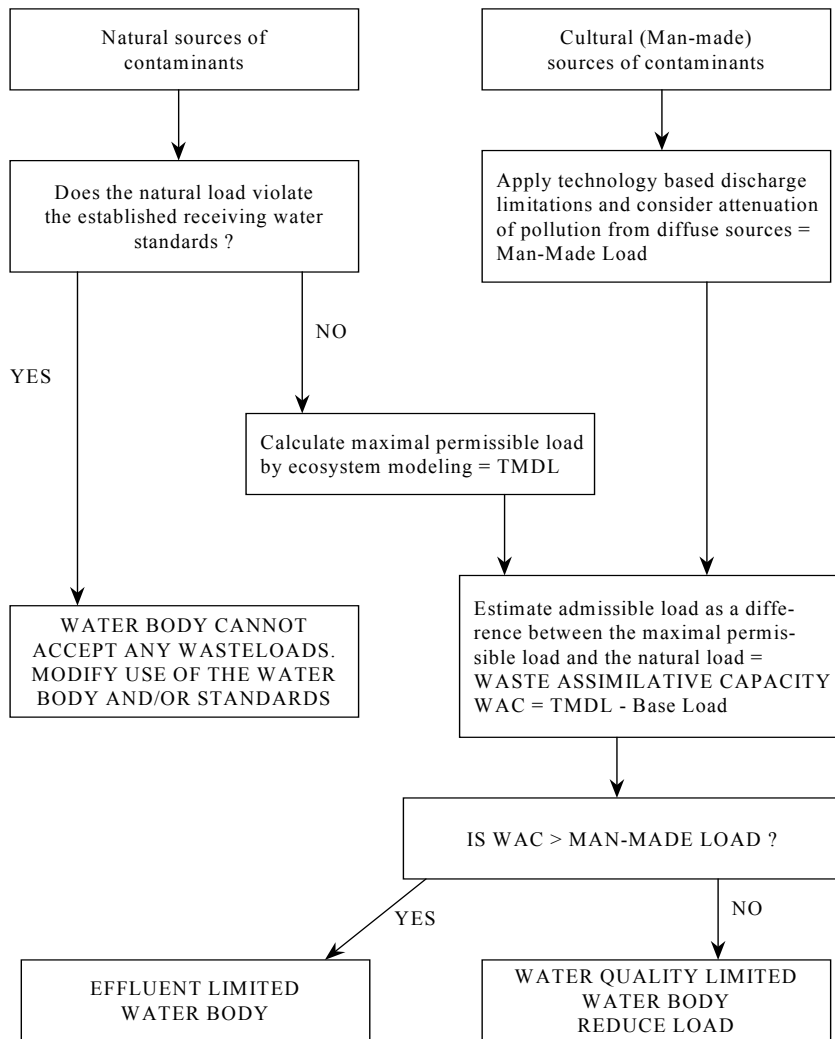 Natural sources of
contaminants
Cultural (Man-made)
sources of contaminants
Does the natural load violate
the established receiving water
standards ?
Apply technology based discharge
limitations and consider attenuation
of pollution from diffuse sources =
Man-Made Load
NO
YES
Calculate maximal permissible load
by ecosystem modeling = TMDL
WATER BODY CANNOT
ACCEPT ANY WASTELOADS.
MODIFY USE OF THE WATER
BODY AND/OR STANDARDS
Estimate admissible load as a diffe-
rence between the maximal permis-
sible load and the natural load =
WASTE ASSIMILATIVE CAPACITY
WAC = TMDL - Base Load
IS WAC > MAN-MADE LOAD ?
YES
NO
EFFLUENT LIMITED
WATER BODY
WATER QUALITY LIMITED
WATER BODY
REDUCE LOAD